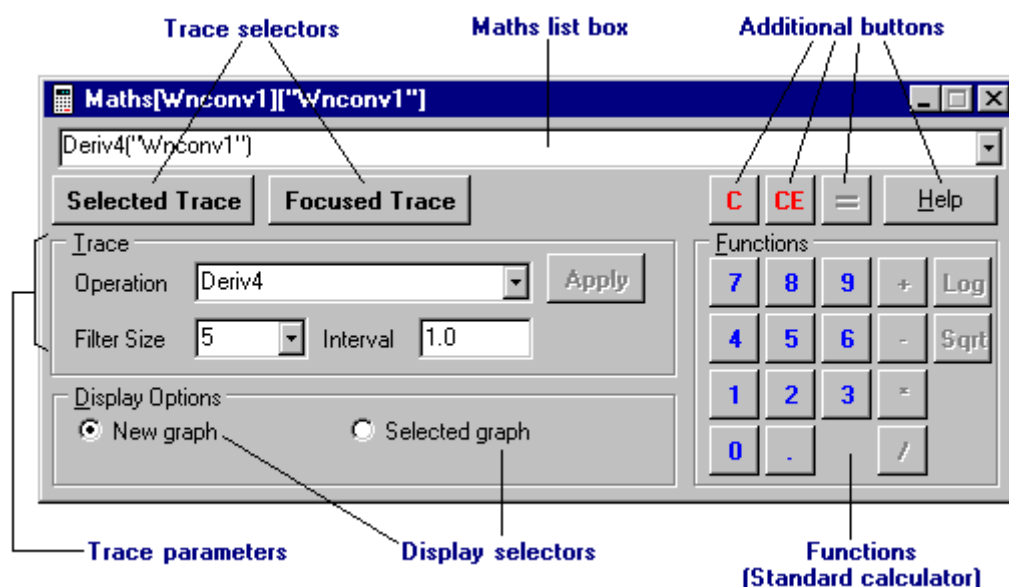 Trace selectors Maths list box Additional buttons
Maths[Wnconv1]["Wnconv1"]
Deriv4("Wnconv1")
Selected Trace Focused Trace C CE = Help
Trace Functions
Operation Deriv4 Apply 7 8 9 + Log
Filter Size 5 Interval 1.0 4 5 6 - Sqrt
1 2 3 *
Display Options
New graph Selected graph
0 . /
Trace parameters Display selectors Functions
(Standard calculator)